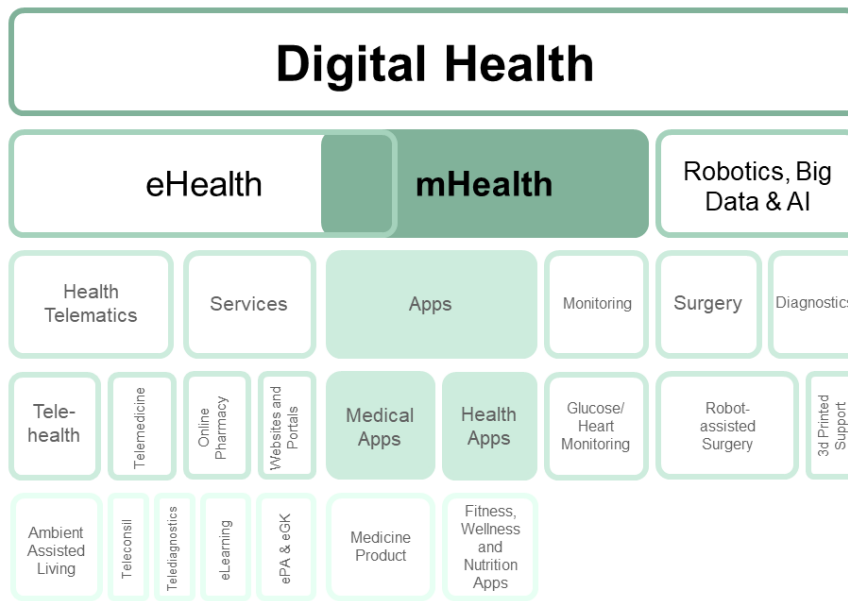 Digital Health
eHealth
mHealth
Robotics, Big
Data & AI
Health
Telematics
Services
Apps
Monitoring
Surgery
Diagnostics
Tele-
health
Telemedicine
Online
Pharmacy
Websites and
Portals
Medical
Apps
Health
Apps
Glucose/
Heart
Monitoring
Robot-
assisted
Surgery
3d Printed
Support
Ambient
Assisted
Living
Teleconsil
Telediagnostics
eLearning
ePA & eGK
Medicine
Product
Fitness,
Wellness
and
Nutrition
Apps